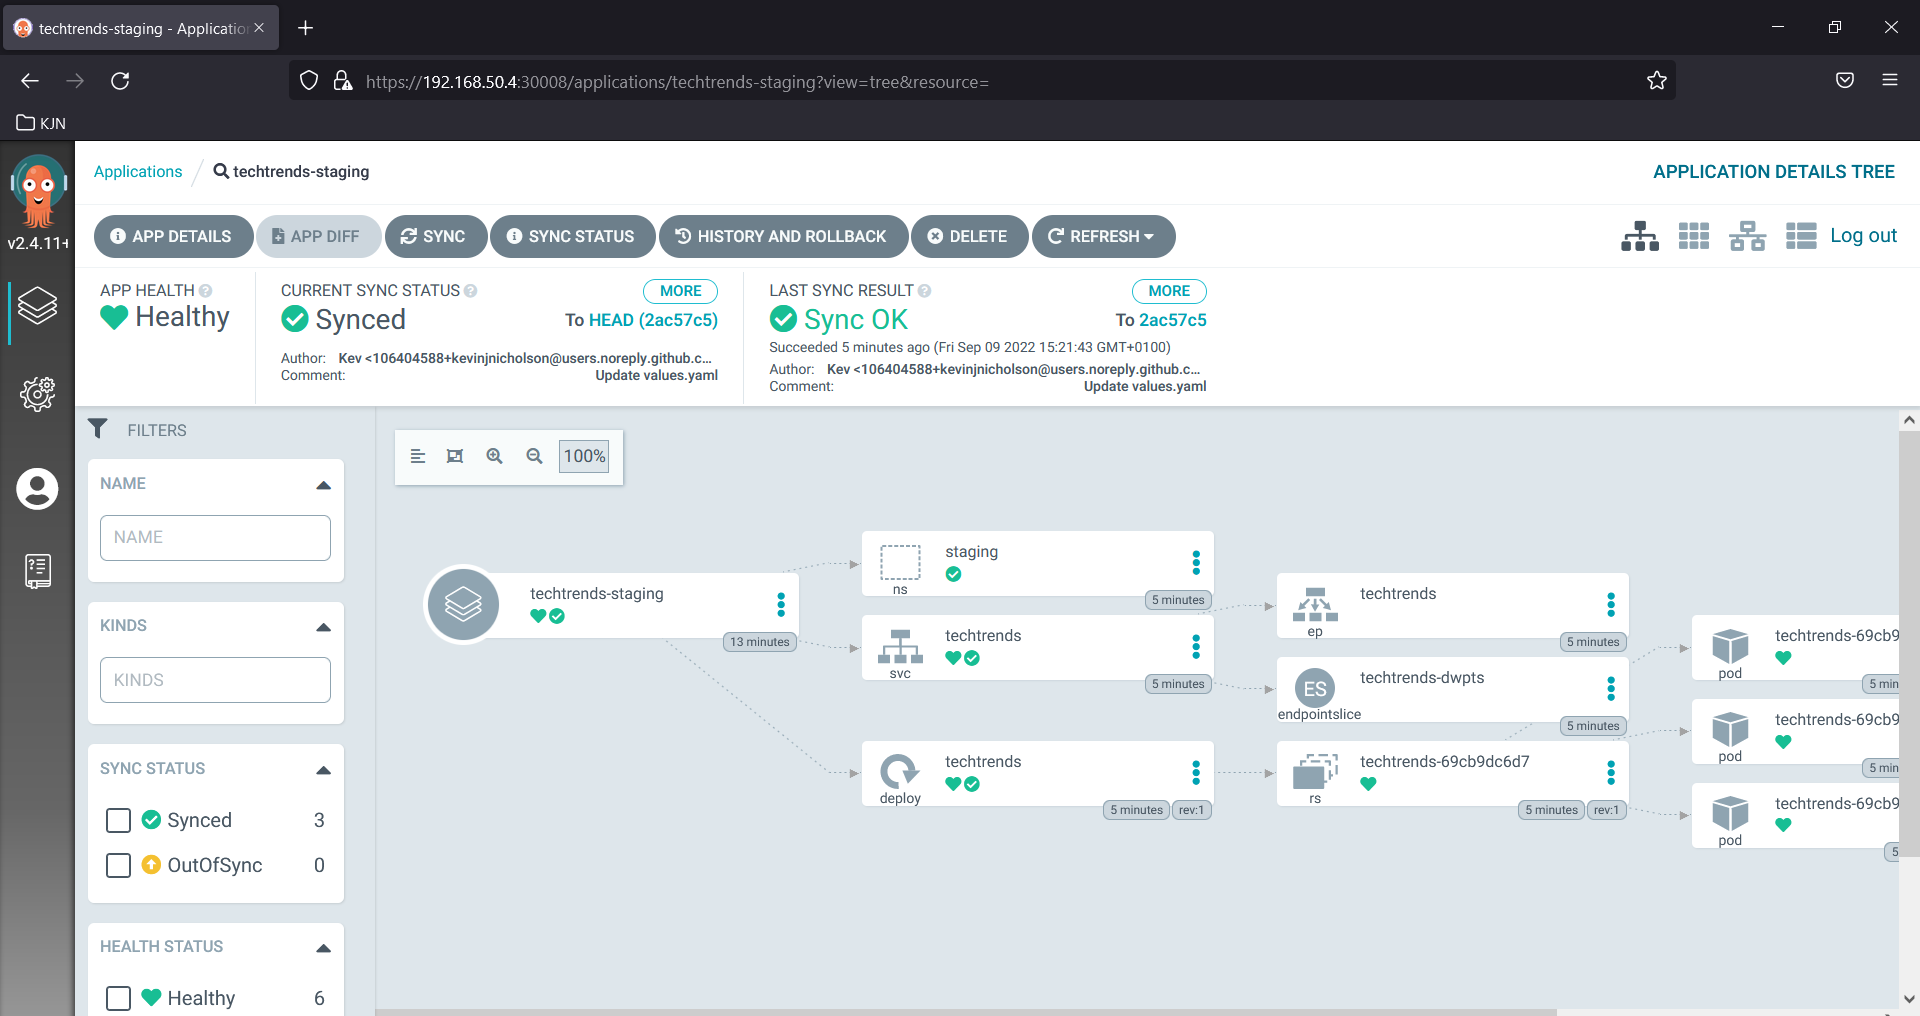 techtrends-staging - Applicatio
https://192.168.50.4:30008/applications/techtrends-staging?view=tree&resource=
KJN
v2.4.11+
Applications / techtrends-staging
APPLICATION DETAILS TREE
APP DETAILS
APP DIFF
SYNC
SYNC STATUS
HISTORY AND ROLLBACK
DELETE
REFRESH
Log out
APP HEALTH
Healthy
CURRENT SYNC STATUS
MORE
Synced
To HEAD (2ac57c5)
Author: Kev <106404588+kevinjnicholson@users.noreply.github.c...
Comment: Update values.yaml
LAST SYNC RESULT
MORE
Sync OK
To 2ac57c5
Succeeded 5 minutes ago (Fri Sep 09 2022 15:21:43 GMT+0100)
Author: Kev <106404588+kevinjnicholson@users.noreply.github.c...
Comment: Update values.yaml
FILTERS
NAME
NAME
KINDS
KINDS
SYNC STATUS
Synced 3
OutOfSync 0
HEALTH STATUS
Healthy 6
100%
techtrends-staging
13 minutes
staging
ns
5 minutes
techtrends
svc
5 minutes
techtrends
deploy
5 minutes rev:1
techtrends
ep
5 minutes
ES
techtrends-dwpts
endpointslice
5 minutes
techtrends-69cb9dc6d7
rs
5 minutes rev:1
techtrends-69cb9
pod
5 min
techtrends-69cb9
pod
5 min
techtrends-69cb9
pod
5